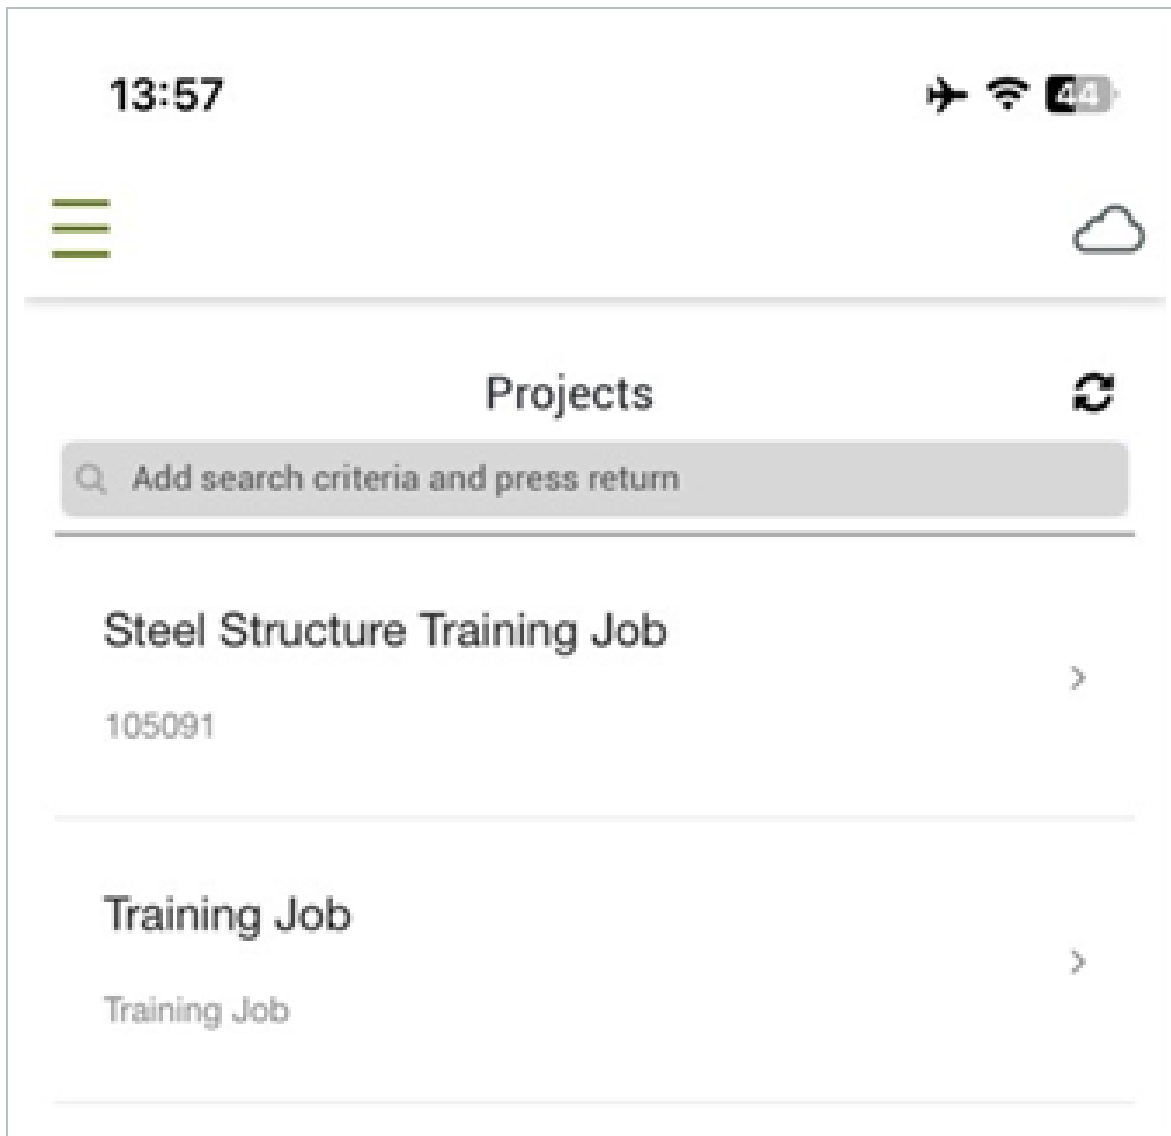 13:57
44
Projects
Add search criteria and press return
Steel Structure Training Job
105091
Training Job
Training Job